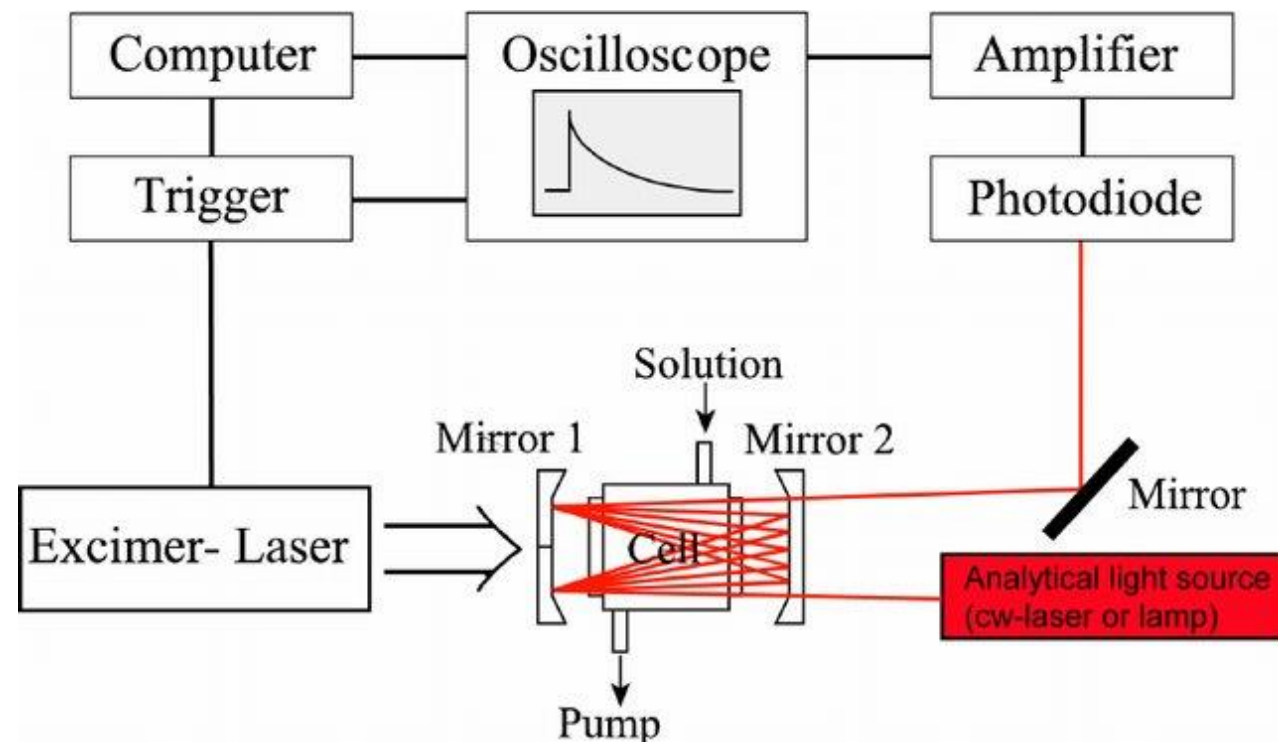 Computer
Oscilloscope
Amplifier
Trigger
Photodiode
Solution
Mirror 1
Mirror 2
Mirror
Excimer- Laser
Cell
Analytical light source
(cw-laser or lamp)
Pump